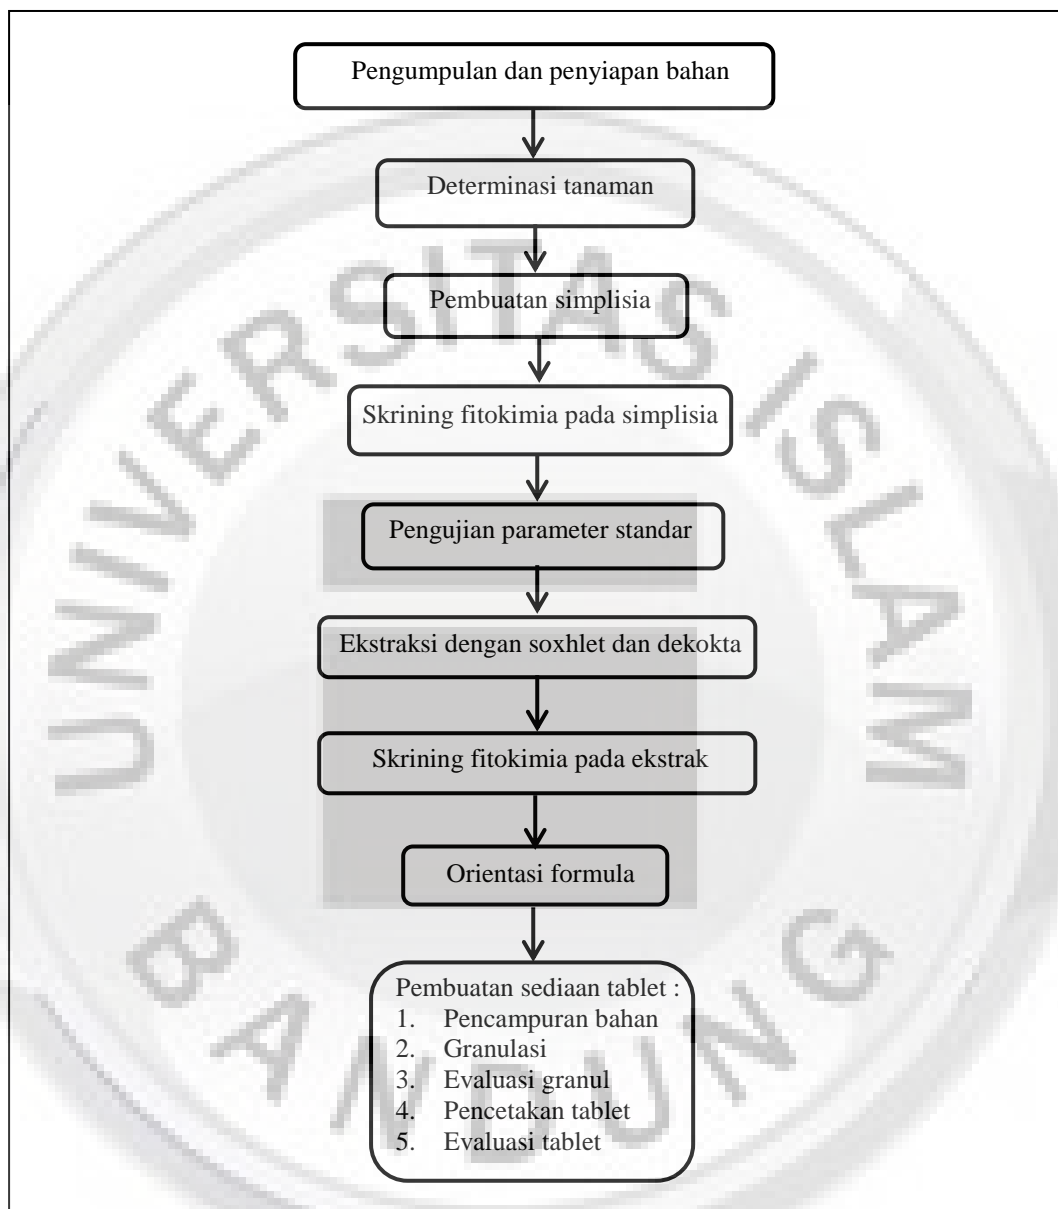 Pengumpulan dan penyiapan bahan
Determinasi tanaman
Pembuatan simplisia
Skrining fitokimia pada simplisia
Pengujian parameter standar
Ekstraksi dengan soxhlet dan dekokta
Skrining fitokimia pada ekstrak
Orientasi formula
Pembuatan sediaan tablet :
1. Pencampuran bahan
2. Granulasi
3. Evaluasi granul
4. Pencetakan tablet
5. Evaluasi tablet
UNIVERSITAS ISLAM
BANDUNG